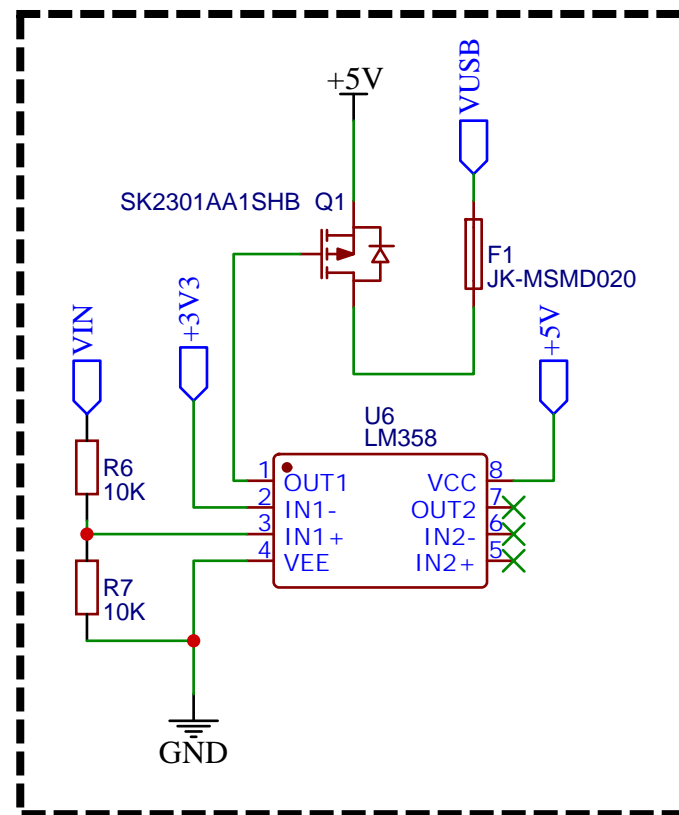 +5V
VUSB
SK2301AA1SHB Q1
F1
JK-MSMD020
VIN
+3V3
+5V
U6
LM358
R6
10K
1 OUT1
2 IN1-
3 IN1+
4 VEE
VCC 8
OUT2 7
IN2- 6
IN2+ 5
R7
10K
GND